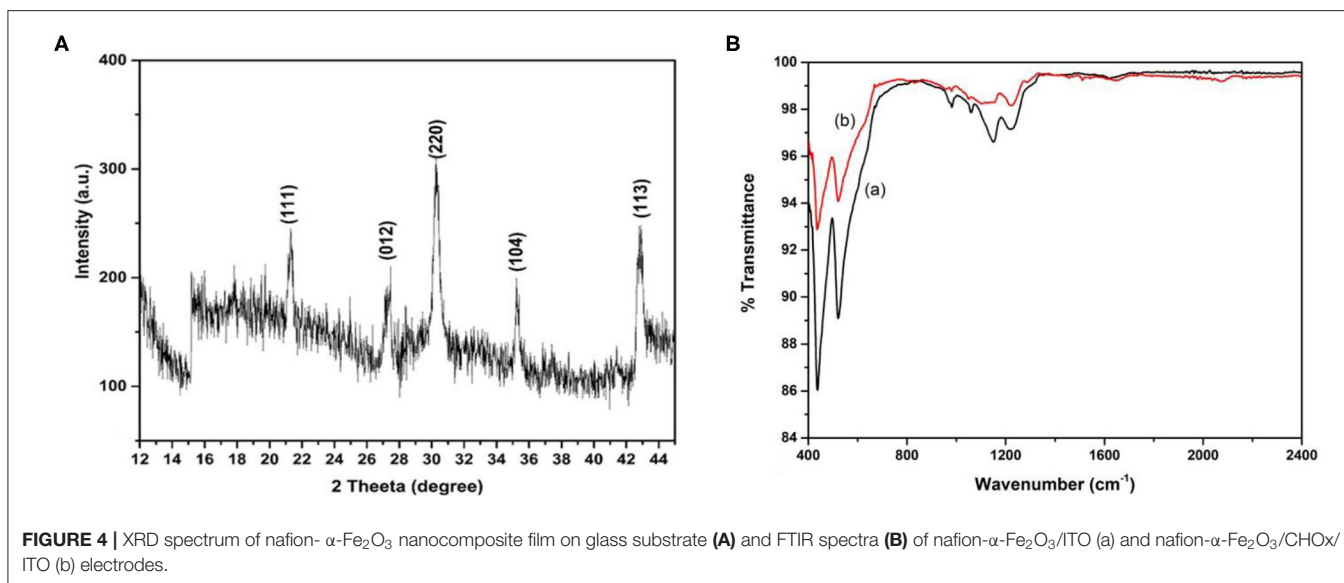 A
400
300
200
100
Intensity (a.u.)
(111)
(012)
(220)
(104)
(113)
12 14 16 18 20 22 24 26 28 30 32 34 36 38 40 42 44
2 Theeta (degree)
B
100
98
96
94
92
90
88
86
84
% Transmittance
(b)
(a)
400 800 1200 1600 2000 2400
Wavenumber (cm⁻¹)
FIGURE 4 | XRD spectrum of nafion- α-Fe₂O₃ nanocomposite film on glass substrate (A) and FTIR spectra (B) of nafion-α-Fe₂O₃/ITO (a) and nafion-α-Fe₂O₃/CHOx/
ITO (b) electrodes.